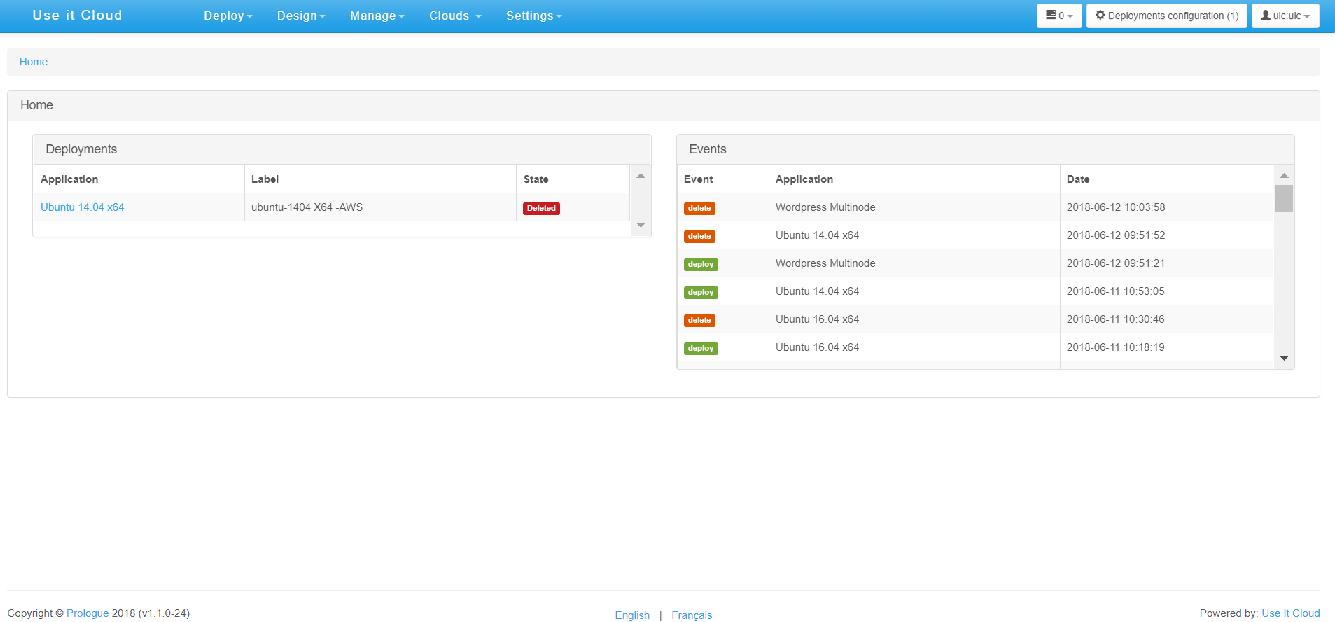 Use it Cloud Deploy Design Manage Clouds Settings 0 Deployments configuration (1) uic:uic
Home
Home
Deployments
Application Label State
Ubuntu 14.04 x64 ubuntu-1404 X64 -AWS Deleted
Events
Event Application Date
delete Wordpress Multinode 2018-06-12 10:03:58
delete Ubuntu 14.04 x64 2018-06-12 09:51:52
deploy Wordpress Multinode 2018-06-12 09:51:21
deploy Ubuntu 14.04 x64 2018-06-11 10:53:05
delete Ubuntu 16.04 x64 2018-06-11 10:30:46
deploy Ubuntu 16.04 x64 2018-06-11 10:18:19
Copyright © Prologue 2018 (v1.1.0-24) English | Français Powered by: Use It Cloud